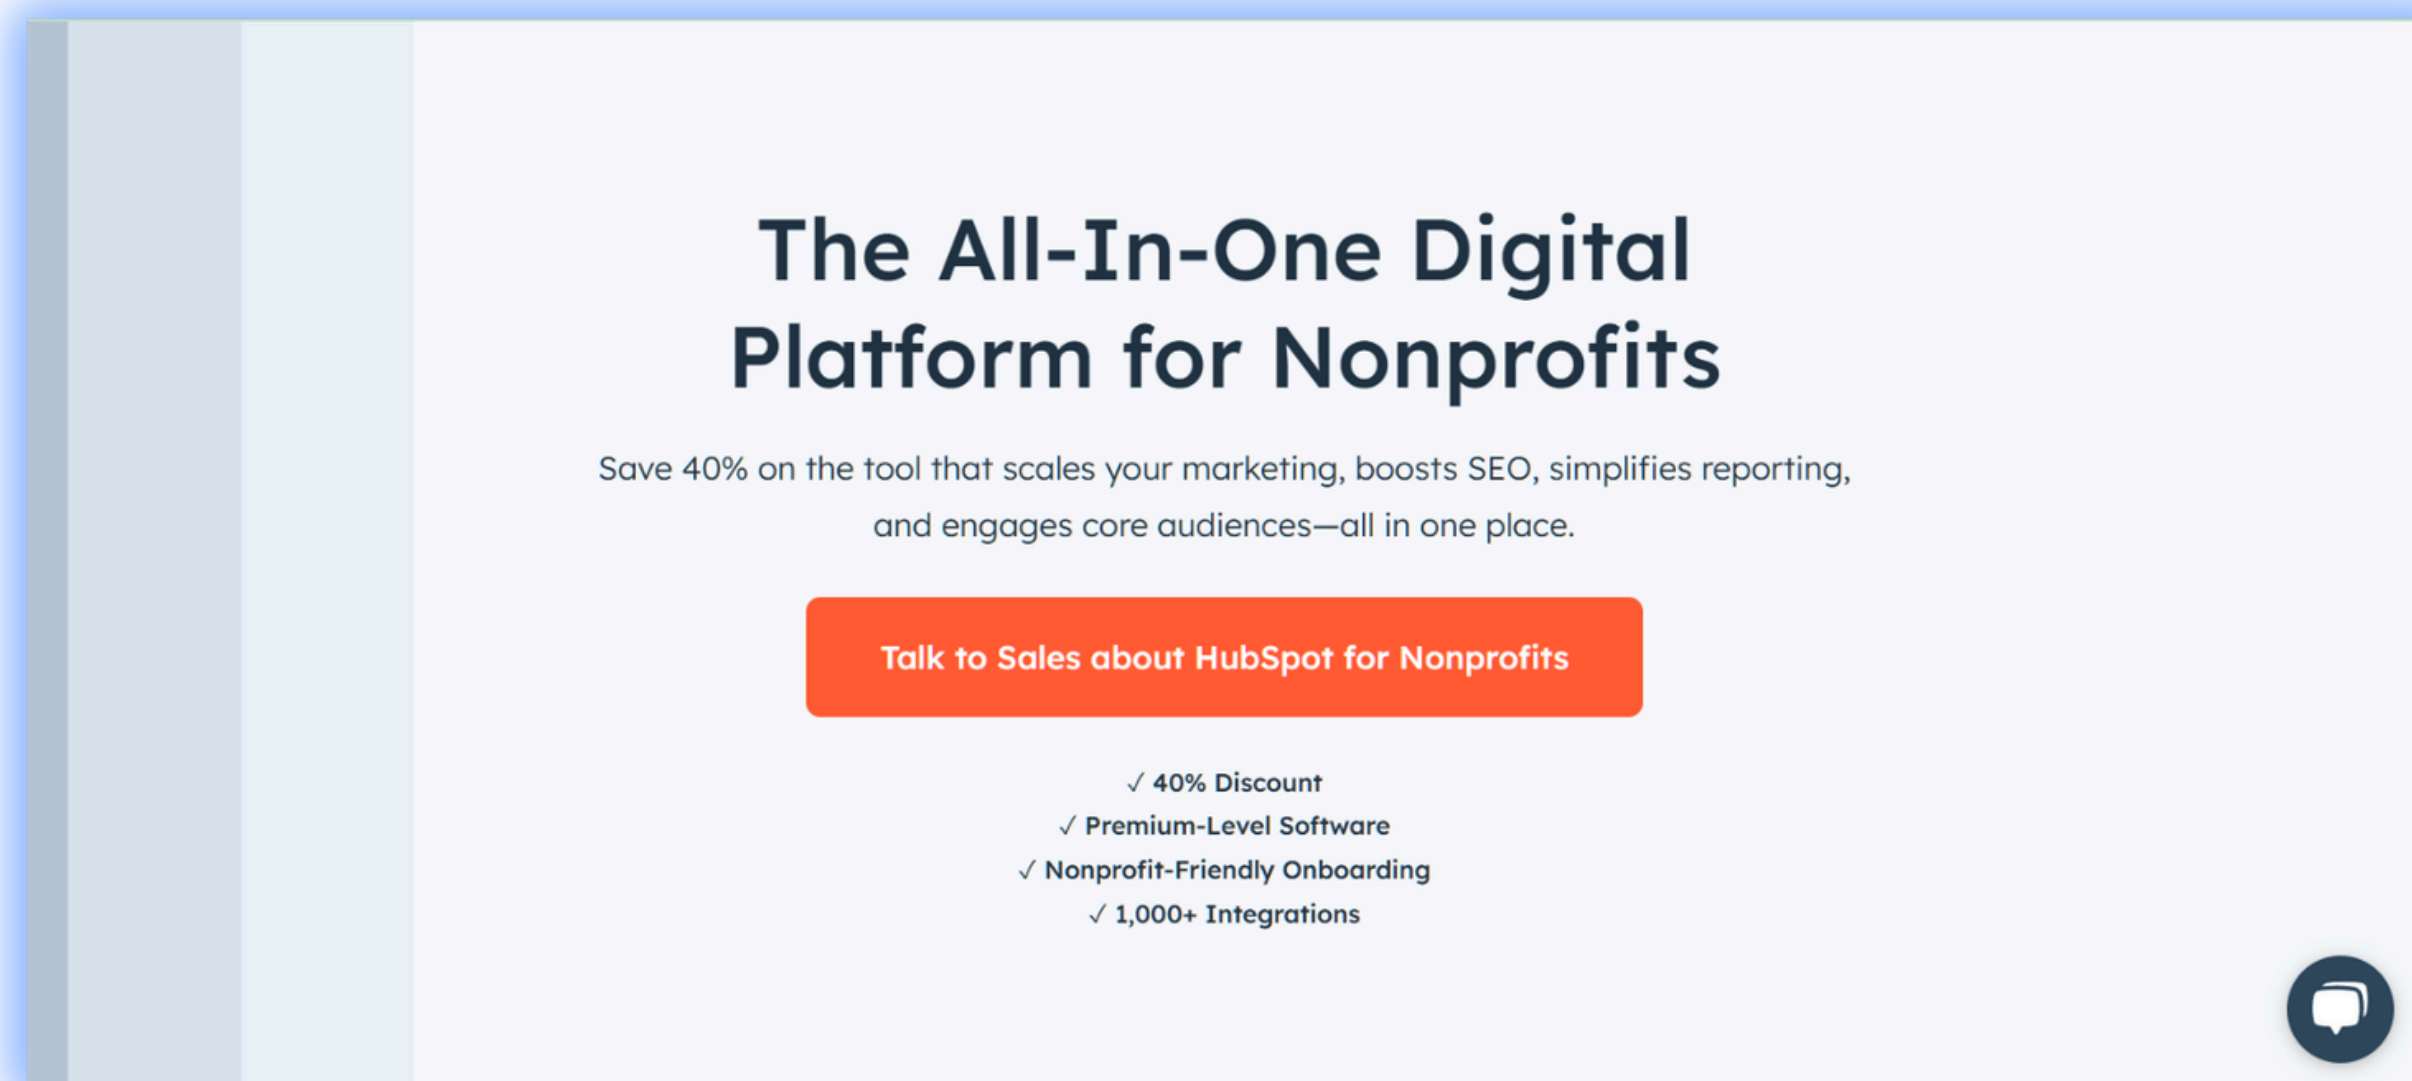 The All-In-One Digital
Platform for Nonprofits
Save 40% on the tool that scales your marketing, boosts SEO, simplifies reporting,
and engages core audiences—all in one place.
Talk to Sales about HubSpot for Nonprofits
✓ 40% Discount
✓ Premium-Level Software
✓ Nonprofit-Friendly Onboarding
✓ 1,000+ Integrations